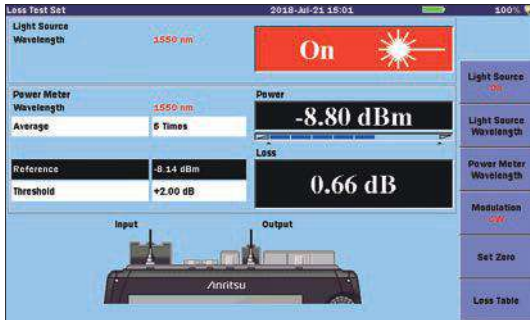 Loss Test Set 2018-Jul-21 15:01 100%
Light Source
Wavelength 1550 nm
On
Power Meter
Wavelength 1550 nm
Average 5 Times
Power
-8.80 dBm
Reference -8.14 dBm
Threshold +2.00 dB
Loss
0.66 dB
Input Output
Anritsu
Light Source
On
Light Source
Wavelength
Power Meter
Wavelength
Modulation
CW
Set Zero
Loss Table